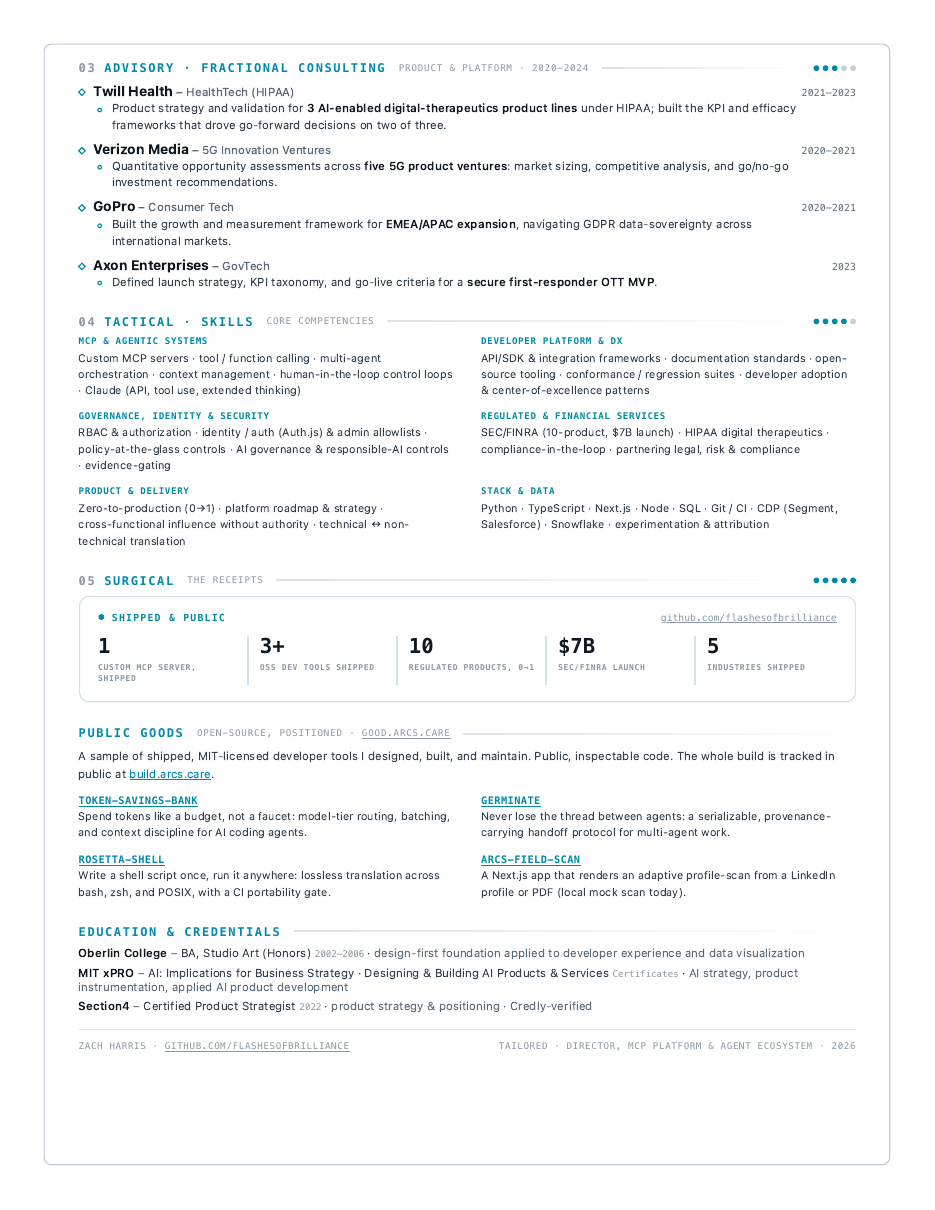 03 ADVISORY · FRACTIONAL CONSULTING PRODUCT & PLATFORM · 2020–2024
Twill Health – HealthTech (HIPAA) 2021–2023
Product strategy and validation for 3 AI-enabled digital-therapeutics product lines under HIPAA; built the KPI and efficacy
frameworks that drove go-forward decisions on two of three.
Verizon Media – 5G Innovation Ventures 2020–2021
Quantitative opportunity assessments across five 5G product ventures: market sizing, competitive analysis, and go/no-go
investment recommendations.
GoPro – Consumer Tech 2020–2021
Built the growth and measurement framework for EMEA/APAC expansion, navigating GDPR data-sovereignty across
international markets.
Axon Enterprises – GovTech 2023
Defined launch strategy, KPI taxonomy, and go-live criteria for a secure first-responder OTT MVP.
04 TACTICAL · SKILLS CORE COMPETENCIES
MCP & AGENTIC SYSTEMS
Custom MCP servers · tool / function calling · multi-agent
orchestration · context management · human-in-the-loop control loops
· Claude (API, tool use, extended thinking)
DEVELOPER PLATFORM & DX
API/SDK & integration frameworks · documentation standards · open-
source tooling · conformance / regression suites · developer adoption
& center-of-excellence patterns
GOVERNANCE, IDENTITY & SECURITY
RBAC & authorization · identity / auth (Auth.js) & admin allowlists ·
policy-at-the-glass controls · AI governance & responsible-AI controls
· evidence-gating
REGULATED & FINANCIAL SERVICES
SEC/FINRA (10-product, $7B launch) · HIPAA digital therapeutics ·
compliance-in-the-loop · partnering legal, risk & compliance
PRODUCT & DELIVERY
Zero-to-production (0→1) · platform roadmap & strategy ·
cross-functional influence without authority · technical ↔ non-
technical translation
STACK & DATA
Python · TypeScript · Next.js · Node · SQL · Git / CI · CDP (Segment,
Salesforce) · Snowflake · experimentation & attribution
05 SURGICAL THE RECEIPTS
SHIPPED & PUBLIC github.com/flashesofbrilliance
1
CUSTOM MCP SERVER,
SHIPPED
3+
OSS DEV TOOLS SHIPPED
10
REGULATED PRODUCTS, 0→1
$7B
SEC/FINRA LAUNCH
5
INDUSTRIES SHIPPED
PUBLIC GOODS OPEN-SOURCE, POSITIONED · GOOD.ARCS.CARE
A sample of shipped, MIT-licensed developer tools I designed, built, and maintain. Public, inspectable code. The whole build is tracked in
public at build.arcs.care.
TOKEN-SAVINGS-BANK
Spend tokens like a budget, not a faucet: model-tier routing, batching,
and context discipline for AI coding agents.
GERMINATE
Never lose the thread between agents: a serializable, provenance-
carrying handoff protocol for multi-agent work.
ROSETTA-SHELL
Write a shell script once, run it anywhere: lossless translation across
bash, zsh, and POSIX, with a CI portability gate.
ARCS-FIELD-SCAN
A Next.js app that renders an adaptive profile-scan from a LinkedIn
profile or PDF (local mock scan today).
EDUCATION & CREDENTIALS
Oberlin College – BA, Studio Art (Honors) 2002–2006 · design-first foundation applied to developer experience and data visualization
MIT xPRO – AI: Implications for Business Strategy · Designing & Building AI Products & Services Certificates · AI strategy, product
instrumentation, applied AI product development
Section4 – Certified Product Strategist 2022 · product strategy & positioning · Credly-verified
ZACH HARRIS · GITHUB.COM/FLASHESOFBRILLIANCE TAILORED · DIRECTOR, MCP PLATFORM & AGENT ECOSYSTEM · 2026